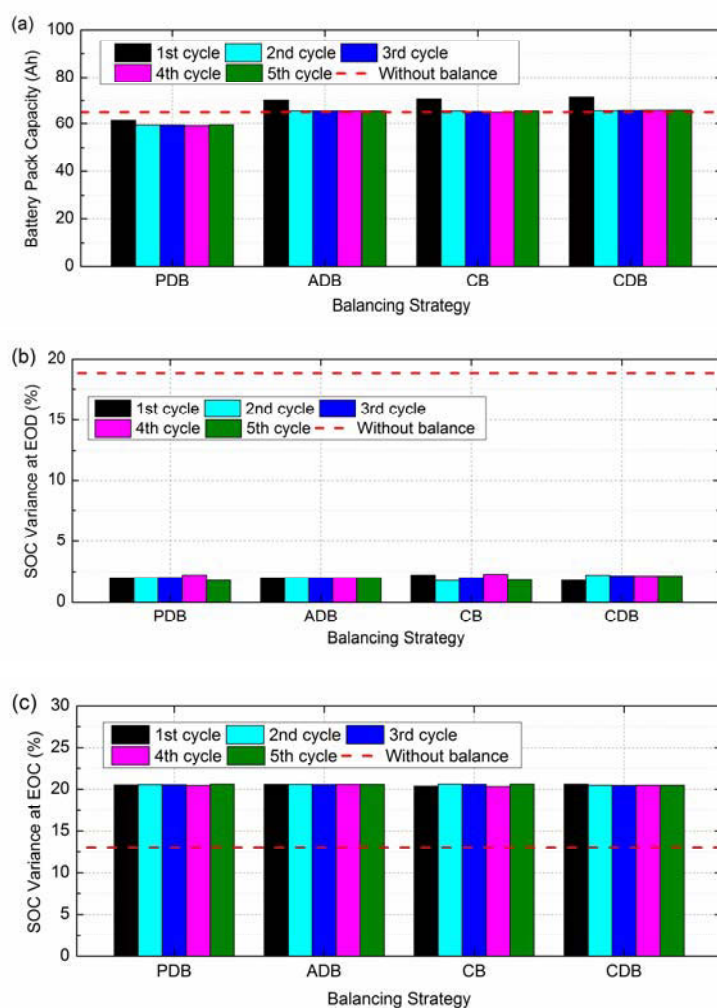 (a)
1st cycle 2nd cycle 3rd cycle
4th cycle 5th cycle Without balance
Battery Pack Capacity (Ah)
100
80
60
40
20
0
PDB ADB CB CDB
Balancing Strategy
(b)
SOC Variance at EOD (%)
20
15
10
5
0
1st cycle 2nd cycle 3rd cycle
4th cycle 5th cycle Without balance
PDB ADB CB CDB
Balancing Strategy
(c)
SOC Variance at EOC (%)
30
25
20
15
10
5
0
1st cycle 2nd cycle 3rd cycle
4th cycle 5th cycle Without balance
PDB ADB CB CDB
Balancing Strategy